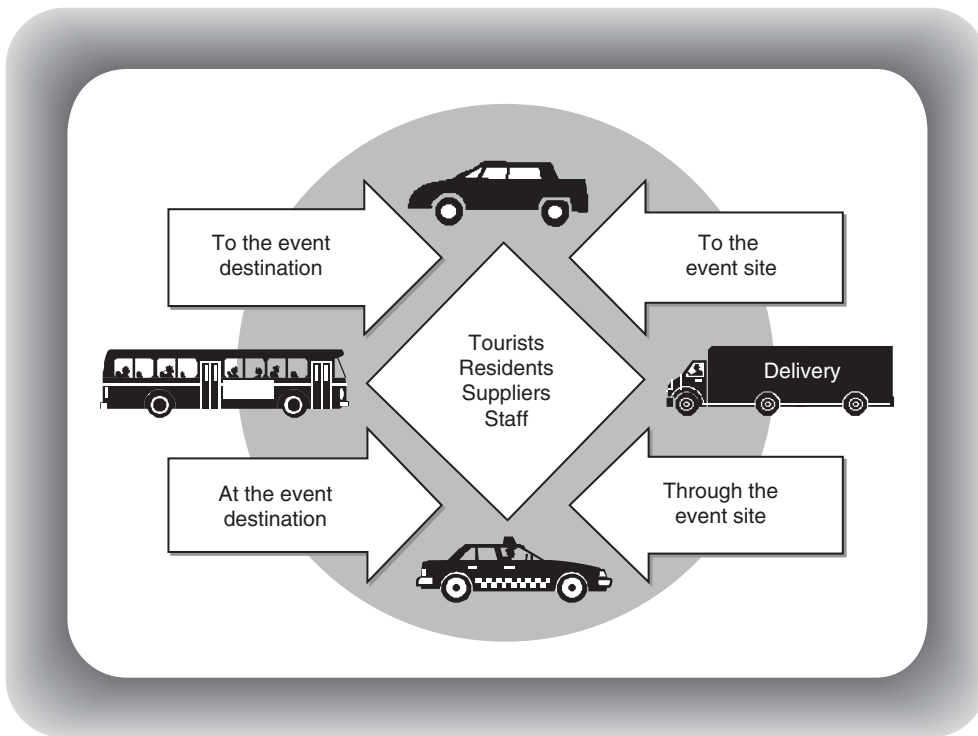 To the event
destination
To the
event site
Tourists
Residents
Suppliers
Staff
Delivery
At the event
destination
Through the
event site